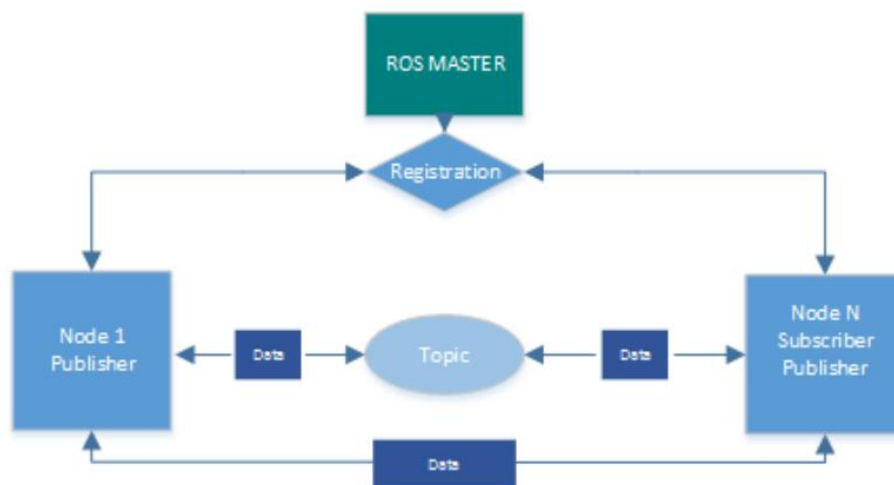 ROS MASTER
Registration
Node 1
Publisher
Data
Topic
Data
Node N
Subscriber
Publisher
Data